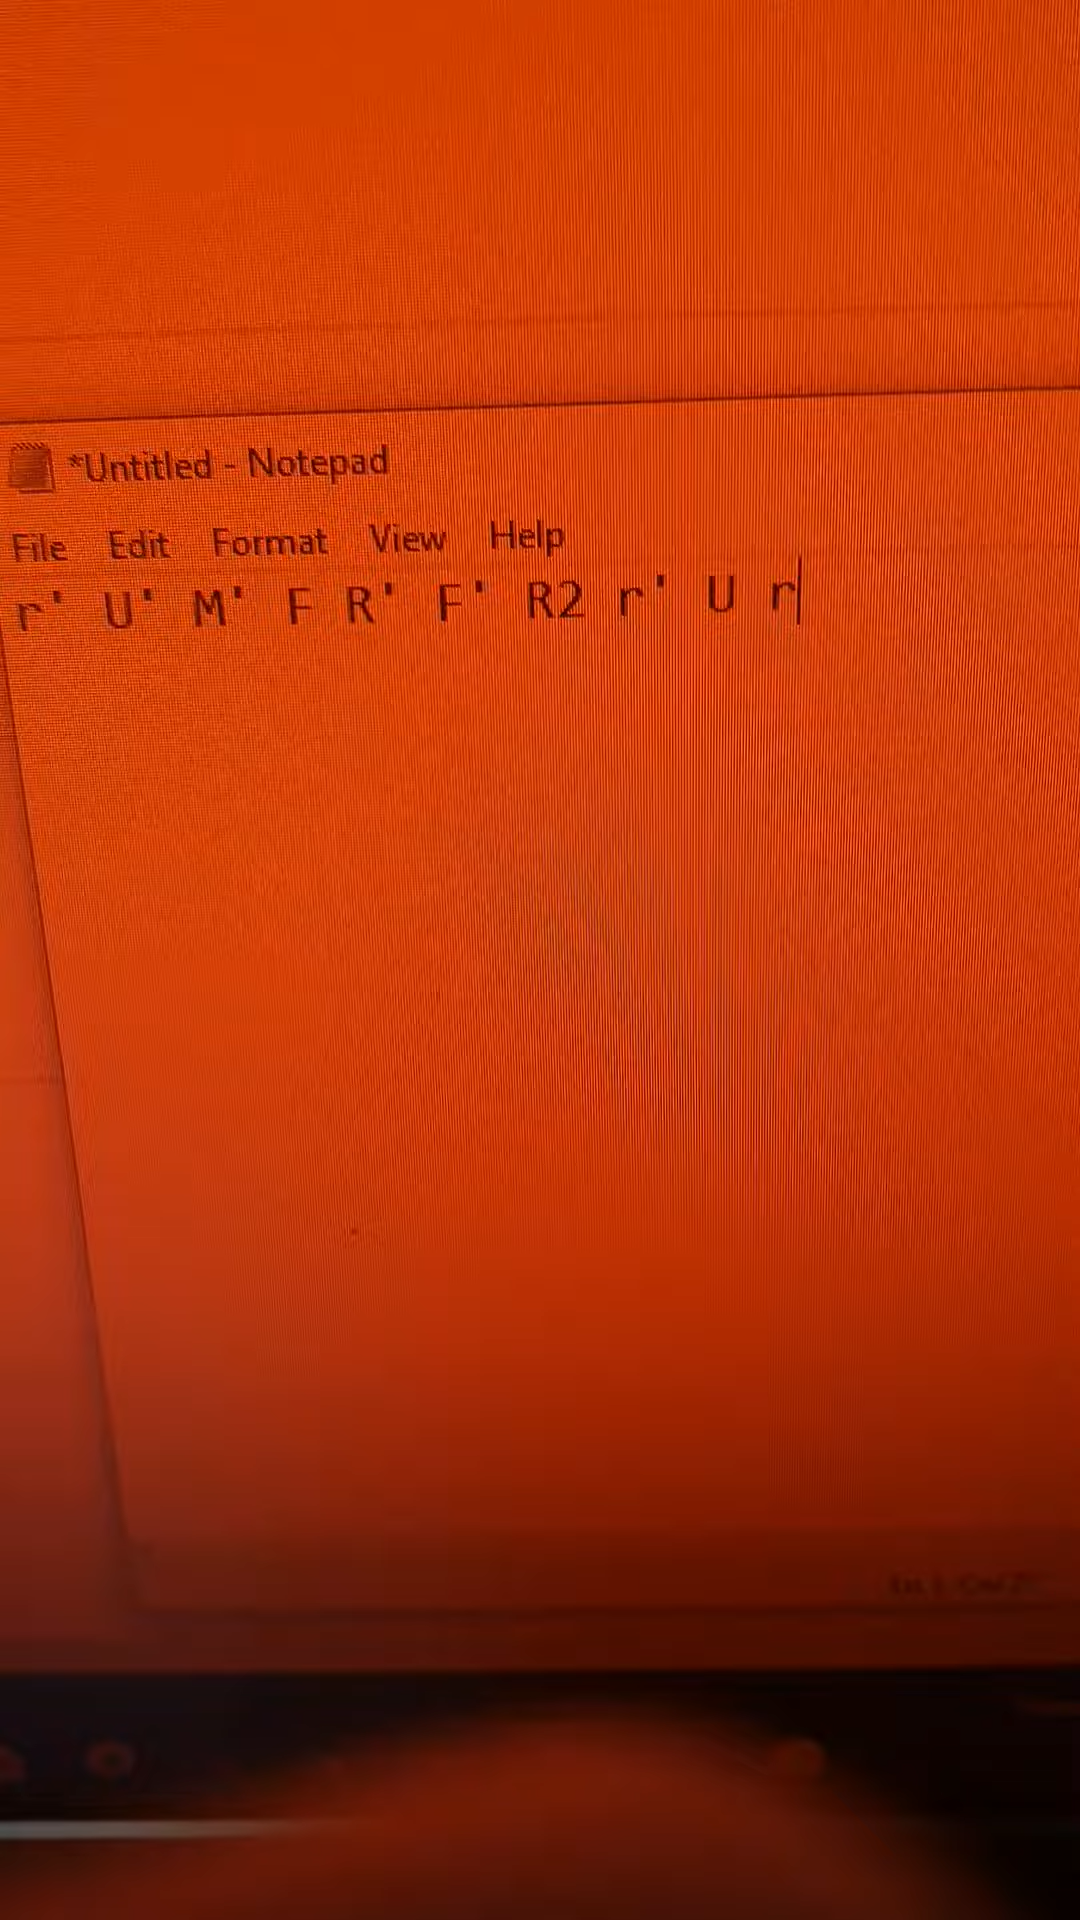 *Untitled - Notepad
File Edit Format View Help
r' U' M' F R' F' R2 r' U r